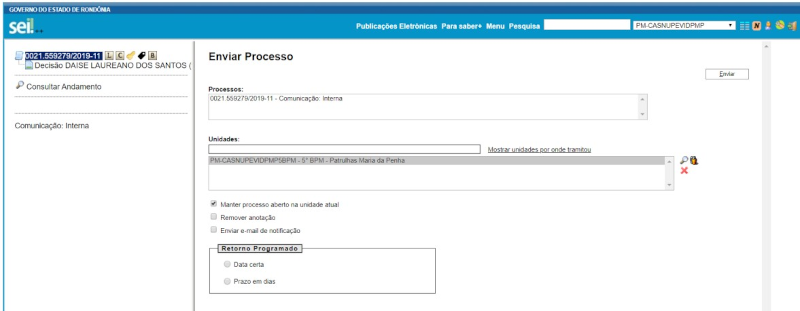 GOVERNO DO ESTADO DE RONDÔNIA
sei!
Publicações Eletrônicas Para saber+ Menu Pesquisa
PM-CASNUPEVIDPMP
0021.559279/2019-11 L C B
Decisão DAISE LAUREANO DOS SANTOS (
Consultar Andamento
Comunicação: Interna
Enviar Processo
Enviar
Processos:
0021.559279/2019-11 - Comunicação: Interna
Unidades:
Mostrar unidades por onde tramitou
PM-CASNUPEVIDPMP5BPM - 5° BPM - Patrulhas Maria da Penha
Manter processo aberto na unidade atual
Remover anotação
Enviar e-mail de notificação
Retorno Programado
Data certa
Prazo em dias